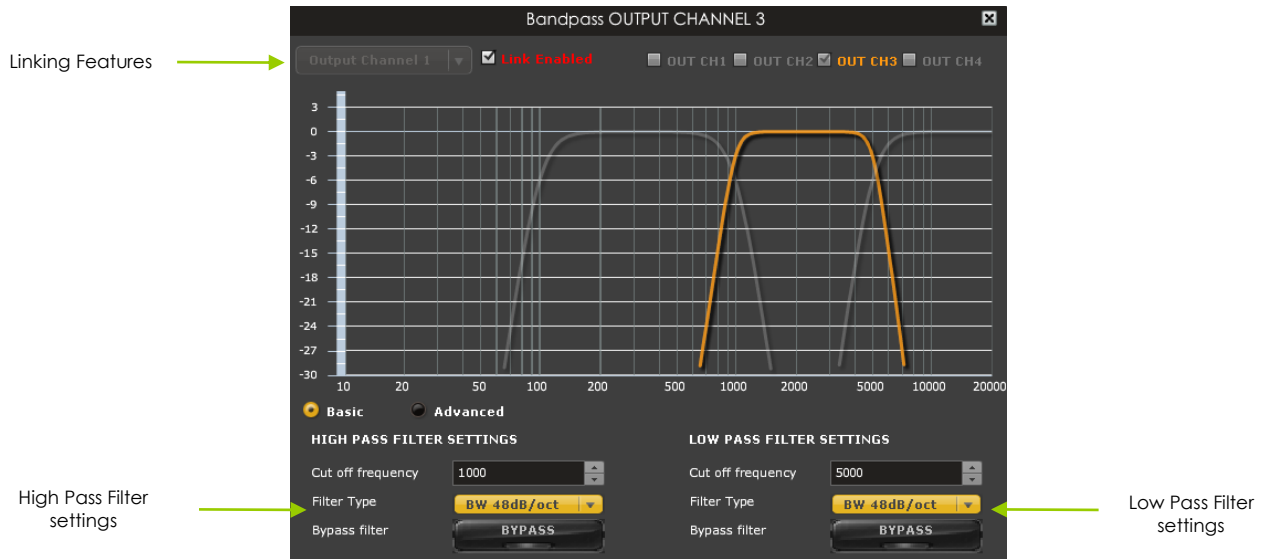 Bandpass OUTPUT CHANNEL 3
Linking Features
Output Channel 1 Link Enabled OUT CH1 OUT CH2 OUT CH3 OUT CH4
3
0
-3
-6
-9
-12
-15
-18
-21
-24
-27
-30
10 20 50 100 200 500 1000 2000 5000 10000 20000
Basic Advanced
HIGH PASS FILTER SETTINGS LOW PASS FILTER SETTINGS
Cut off frequency 1000 Cut off frequency 5000
Filter Type BW 48dB/oct Filter Type BW 48dB/oct
Bypass filter BYPASS Bypass filter BYPASS
High Pass Filter
settings
Low Pass Filter
settings